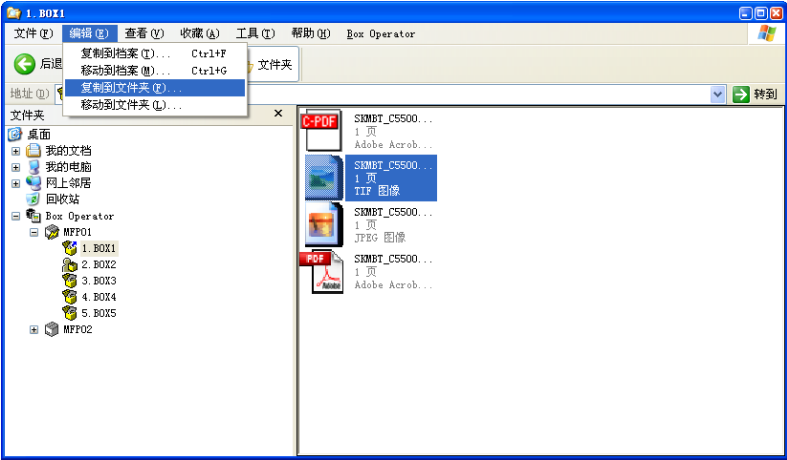 1. BOX1
文件(F) 编辑(E) 查看(V) 收藏(A) 工具(T) 帮助(H) Box Operator
后退 文件夹
复制到档案(T)... Ctrl+F
移动到档案(M)... Ctrl+G
复制到文件夹(F)...
移动到文件夹(L)...
地址(D) 转到
文件夹
桌面
我的文档
我的电脑
网上邻居
回收站
Box Operator
MFP01
1. BOX1
2. BOX2
3. BOX3
4. BOX4
5. BOX5
MFP02
C-PDF
SKMBT_C5500...
1 页
Adobe Acrob...
SKMBT_C5500...
1 页
TIF 图像
SKMBT_C5500...
1 页
JPEG 图像
PDF
Adobe
SKMBT_C5500...
1 页
Adobe Acrob...